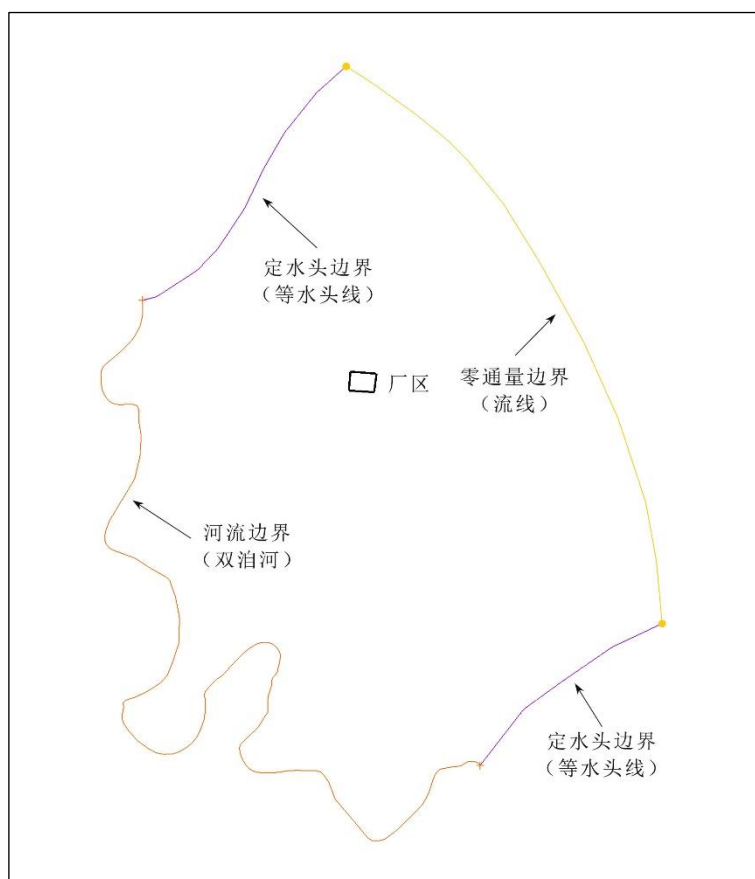 定水头边界
（等水头线）
厂区
零通量边界
（流线）
河流边界
（双洎河）
定水头边界
（等水头线）